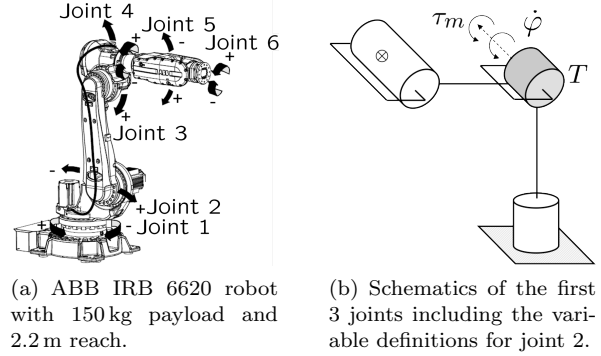 Joint 4
Joint 5
Joint 6
+
-
+
-
+
+
Joint 3
-
+
Joint 2
+
-
Joint 1
τm
φ̇
⊗
T
(a) ABB IRB 6620 robot
with 150 kg payload and
2.2 m reach.
(b) Schematics of the first
3 joints including the vari-
able definitions for joint 2.